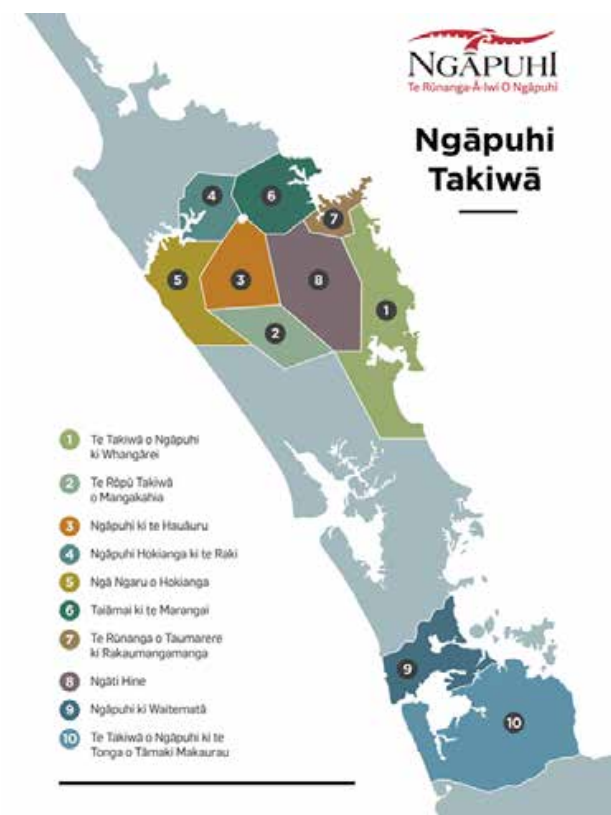 NGĀPUHI
Te Rūnanga-Ā-Iwi O Ngāpuhi
Ngāpuhi
Takiwā
4
6
7
5
3
8
1
2
1 Te Takiwā o Ngāpuhi
ki Whangārei
2 Te Rōpū Takiwā
o Mangakahia
3 Ngāpuhi ki te Hauāuru
4 Ngāpuhi Hokianga ki te Raki
5 Ngā Ngaru o Hokianga
6 Taiāmai ki te Marangai
7 Te Rūnanga o Taumarere
ki Rakaumangamanga
8 Ngāti Hine
9 Ngāpuhi ki Waitematā
10 Te Takiwā o Ngāpuhi ki te
Tonga o Tāmaki Makaurau
9
10